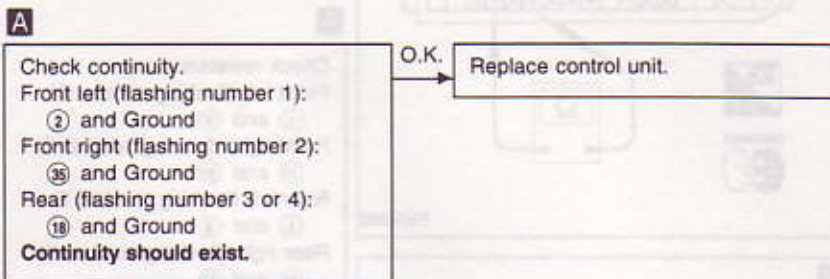 A
Check continuity.
Front left (flashing number 1):
② and Ground
Front right (flashing number 2):
㉟ and Ground
Rear (flashing number 3 or 4):
⑱ and Ground
Continuity should exist.
O.K.
Replace control unit.